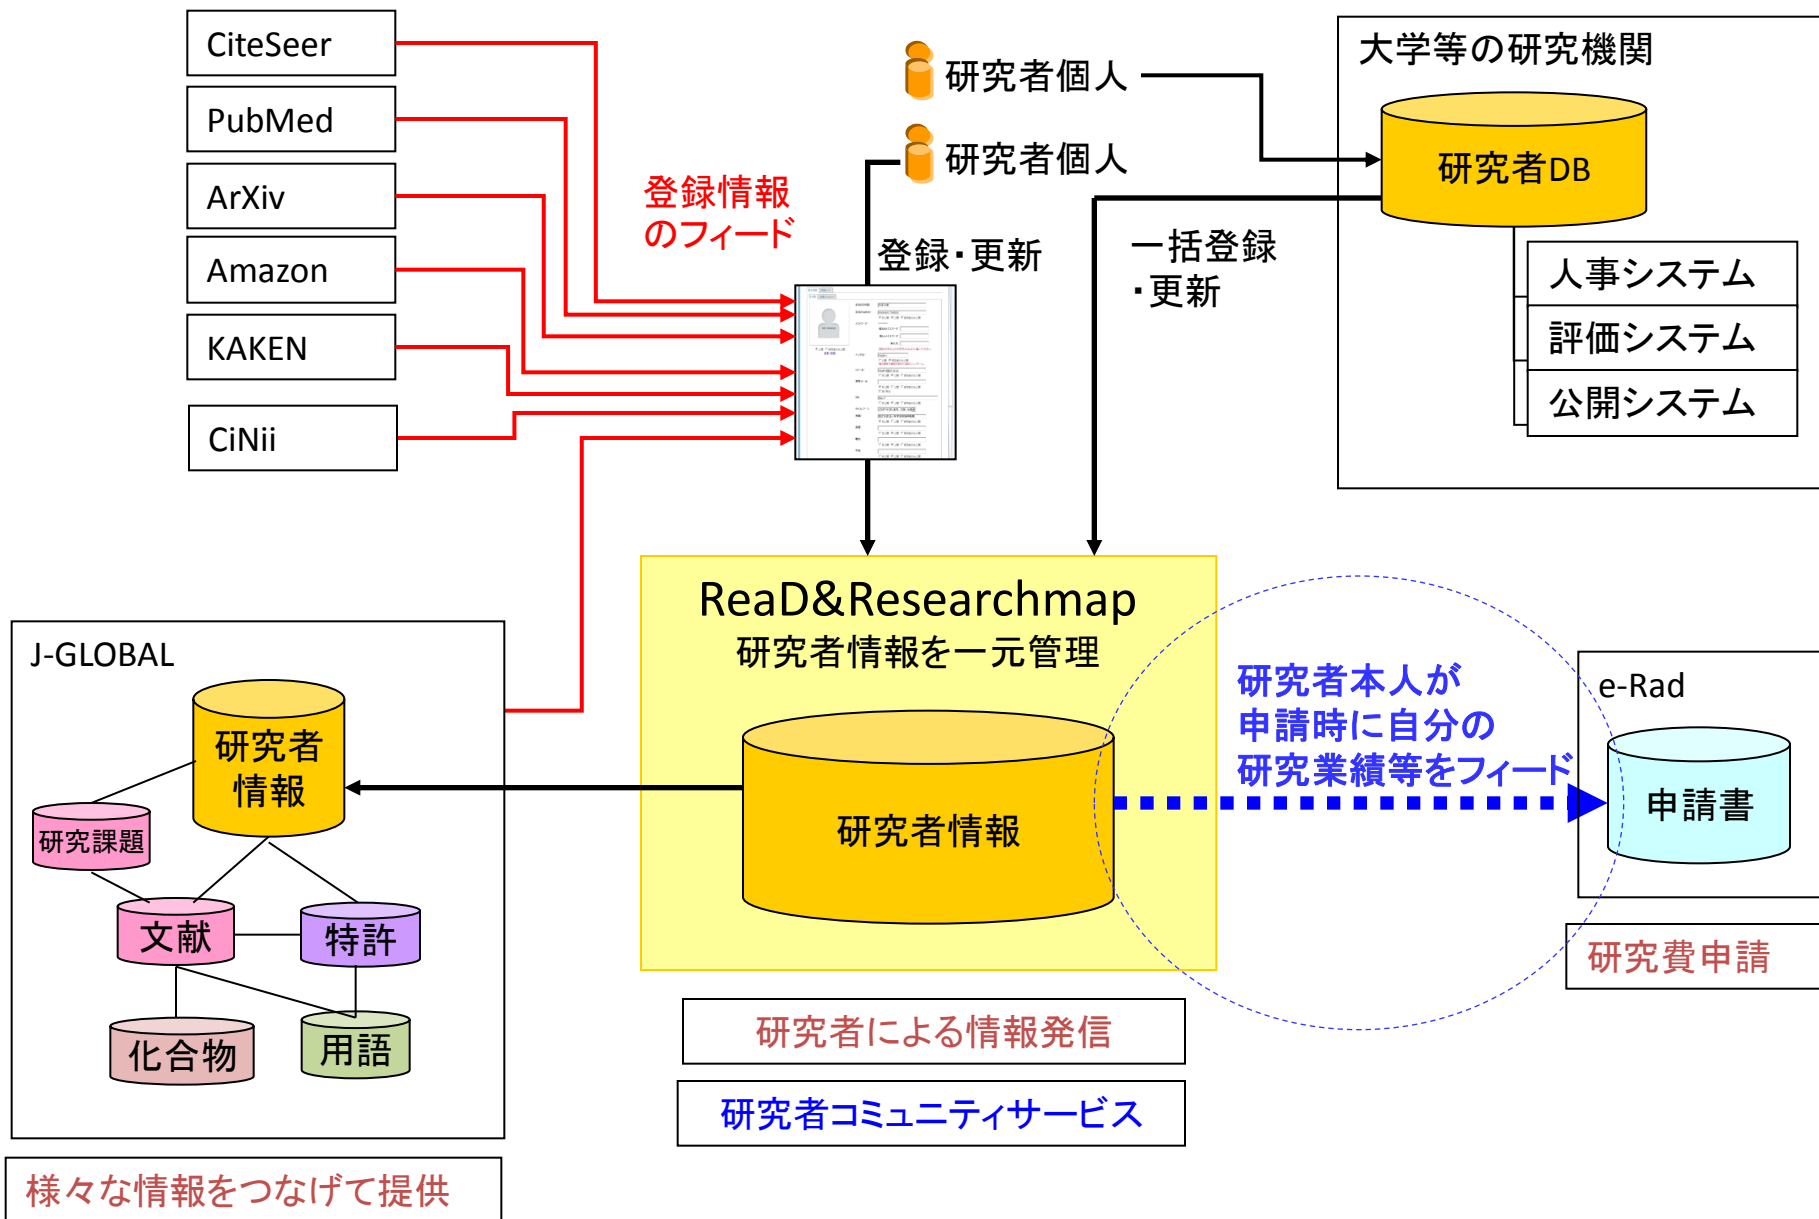 CiteSeer
PubMed
ArXiv
Amazon
KAKEN
CiNii
登録情報
のフィード
研究者個人
研究者個人
登録・更新
一括登録
・更新
大学等の研究機関
研究者DB
人事システム
評価システム
公開システム
ReaD&Researchmap
研究者情報を一元管理
研究者情報
J-GLOBAL
研究者
情報
研究課題
文献
特許
化合物
用語
様々な情報をつなげて提供
研究者による情報発信
研究者コミュニティサービス
研究者本人が
申請時に自分の
研究業績等をフィード
e-Rad
申請書
研究費申請